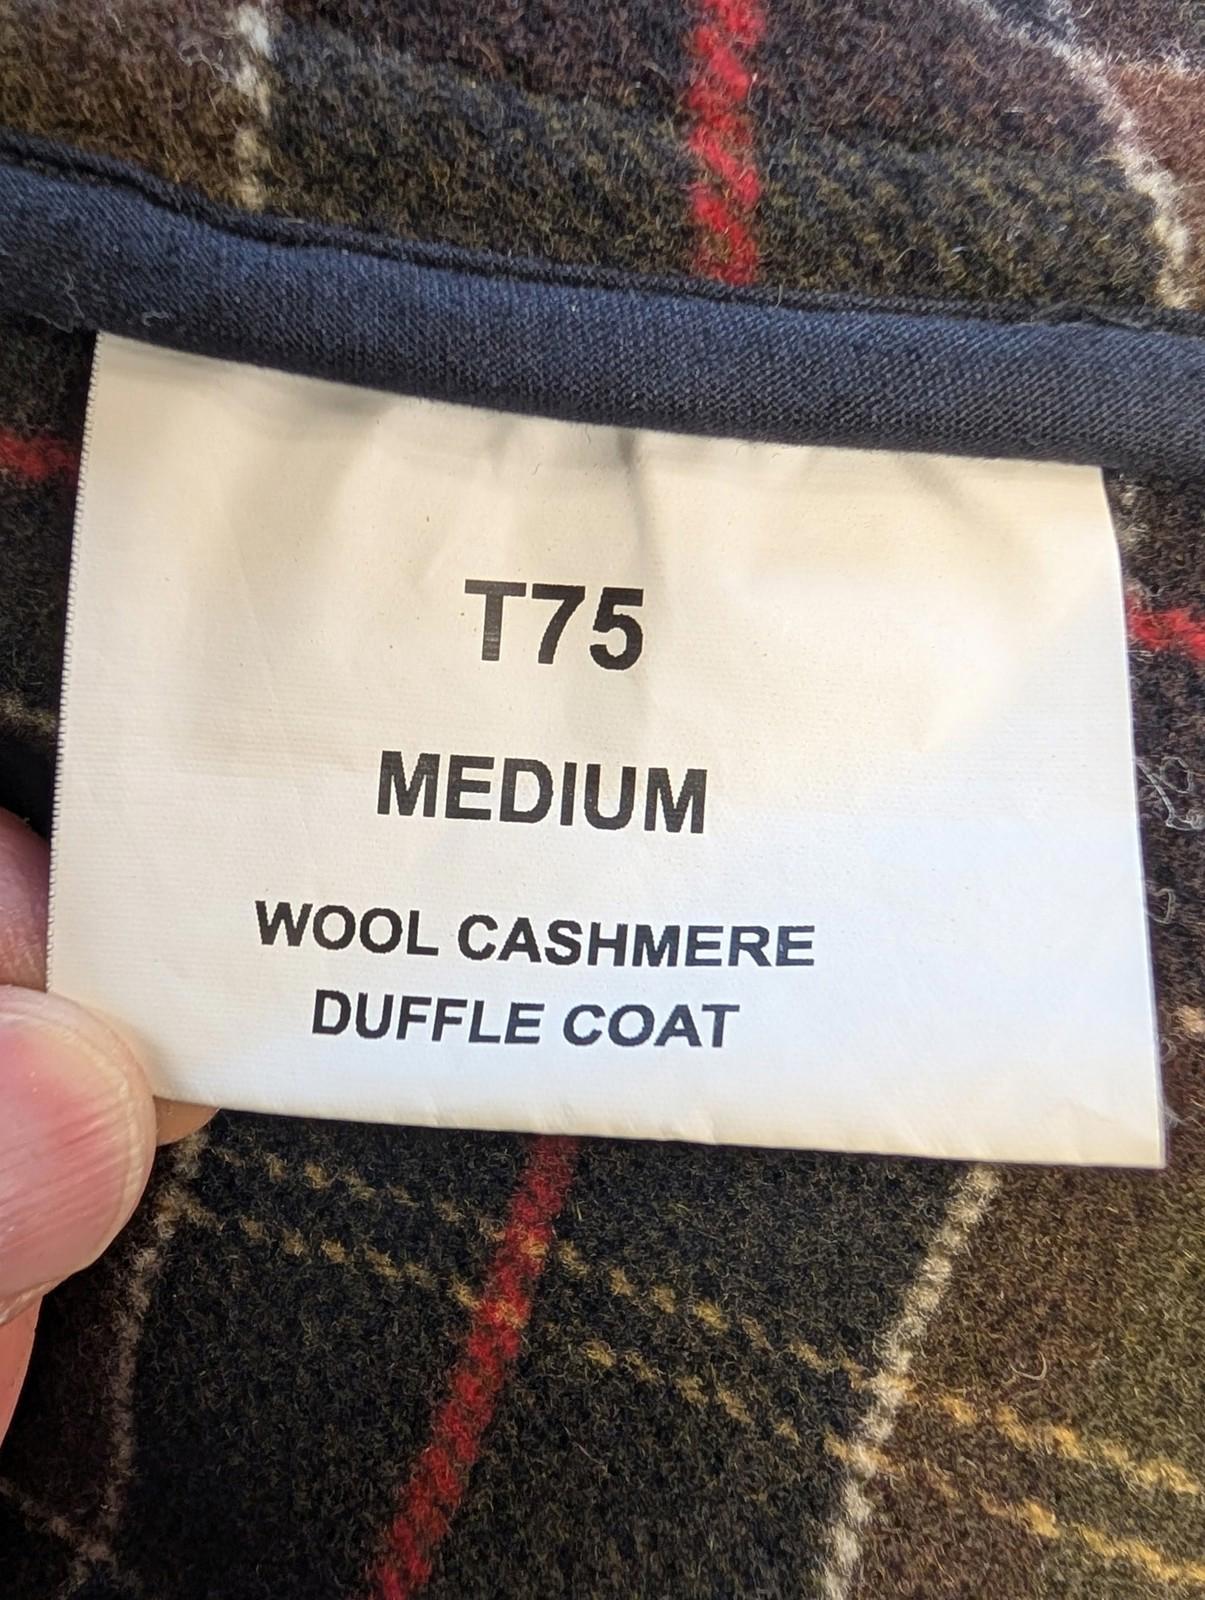 T75
MEDIUM
WOOL CASHMERE
DUFFLE COAT